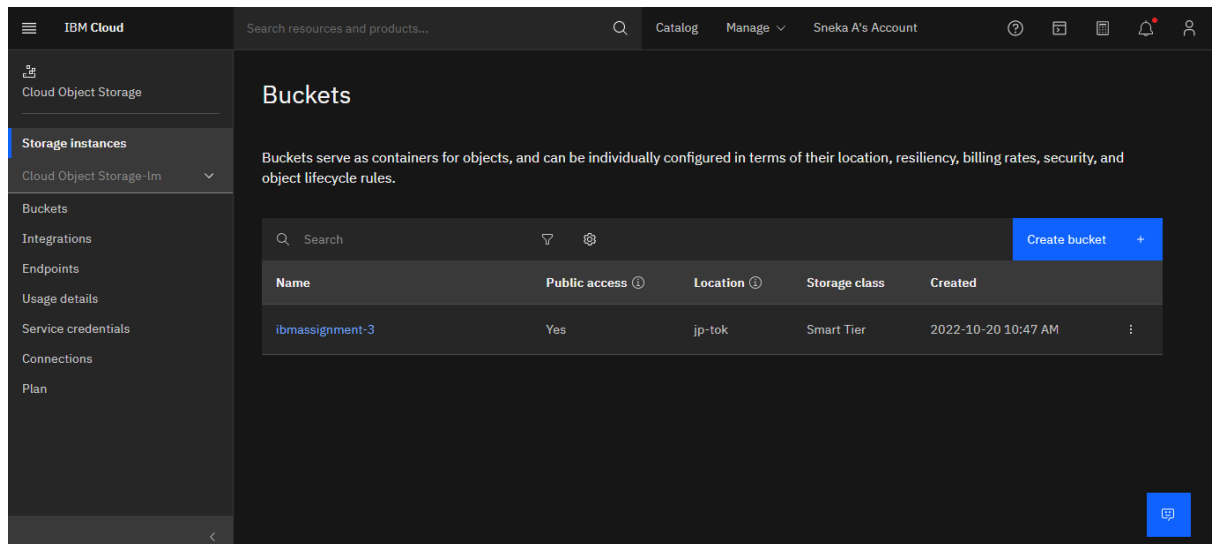 IBM Cloud
Search resources and products...
Catalog
Manage
Sneka A's Account
Cloud Object Storage
Storage instances
Cloud Object Storage-lm
Buckets
Integrations
Endpoints
Usage details
Service credentials
Connections
Plan
Buckets
Buckets serve as containers for objects, and can be individually configured in terms of their location, resiliency, billing rates, security, and
object lifecycle rules.
Search
Create bucket +
Name Public access Location Storage class Created
ibmassignment-3 Yes jp-tok Smart Tier 2022-10-20 10:47 AM